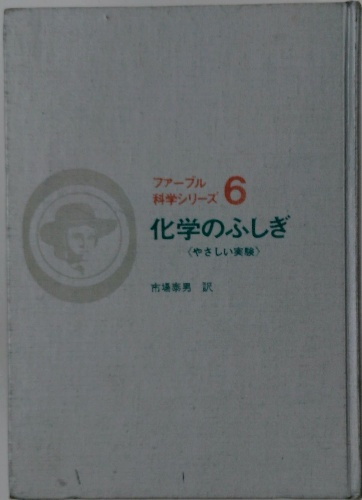 ファーブル
科学シリーズ 6
化学のふしぎ
〈やさしい実験〉
市場泰男 訳